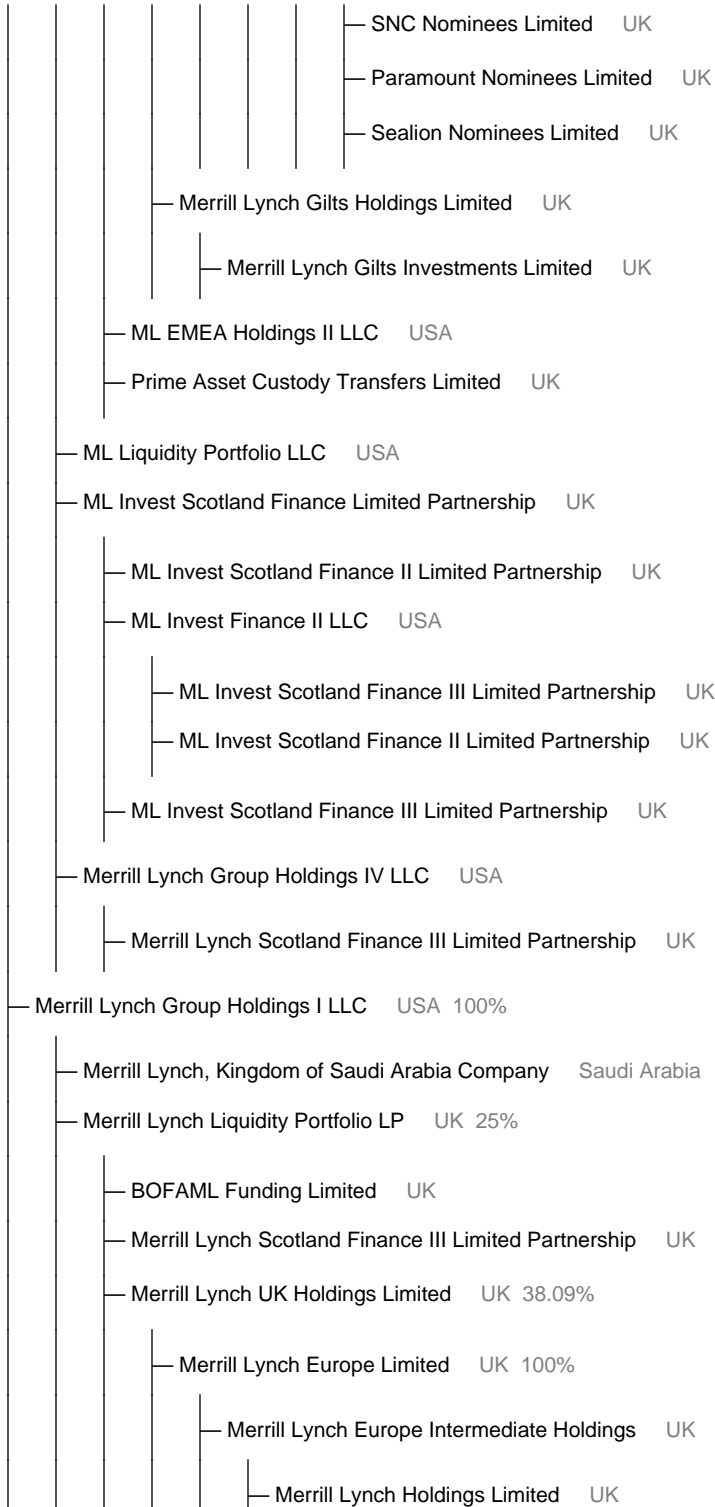 SNC Nominees Limited UK
Paramount Nominees Limited UK
Sealion Nominees Limited UK
Merrill Lynch Gilts Holdings Limited UK
Merrill Lynch Gilts Investments Limited UK
ML EMEA Holdings II LLC USA
Prime Asset Custody Transfers Limited UK
ML Liquidity Portfolio LLC USA
ML Invest Scotland Finance Limited Partnership UK
ML Invest Scotland Finance II Limited Partnership UK
ML Invest Finance II LLC USA
ML Invest Scotland Finance III Limited Partnership UK
ML Invest Scotland Finance II Limited Partnership UK
ML Invest Scotland Finance III Limited Partnership UK
Merrill Lynch Group Holdings IV LLC USA
Merrill Lynch Scotland Finance III Limited Partnership UK
Merrill Lynch Group Holdings I LLC USA 100%
Merrill Lynch, Kingdom of Saudi Arabia Company Saudi Arabia
Merrill Lynch Liquidity Portfolio LP UK 25%
BOFAML Funding Limited UK
Merrill Lynch Scotland Finance III Limited Partnership UK
Merrill Lynch UK Holdings Limited UK 38.09%
Merrill Lynch Europe Limited UK 100%
Merrill Lynch Europe Intermediate Holdings UK
Merrill Lynch Holdings Limited UK